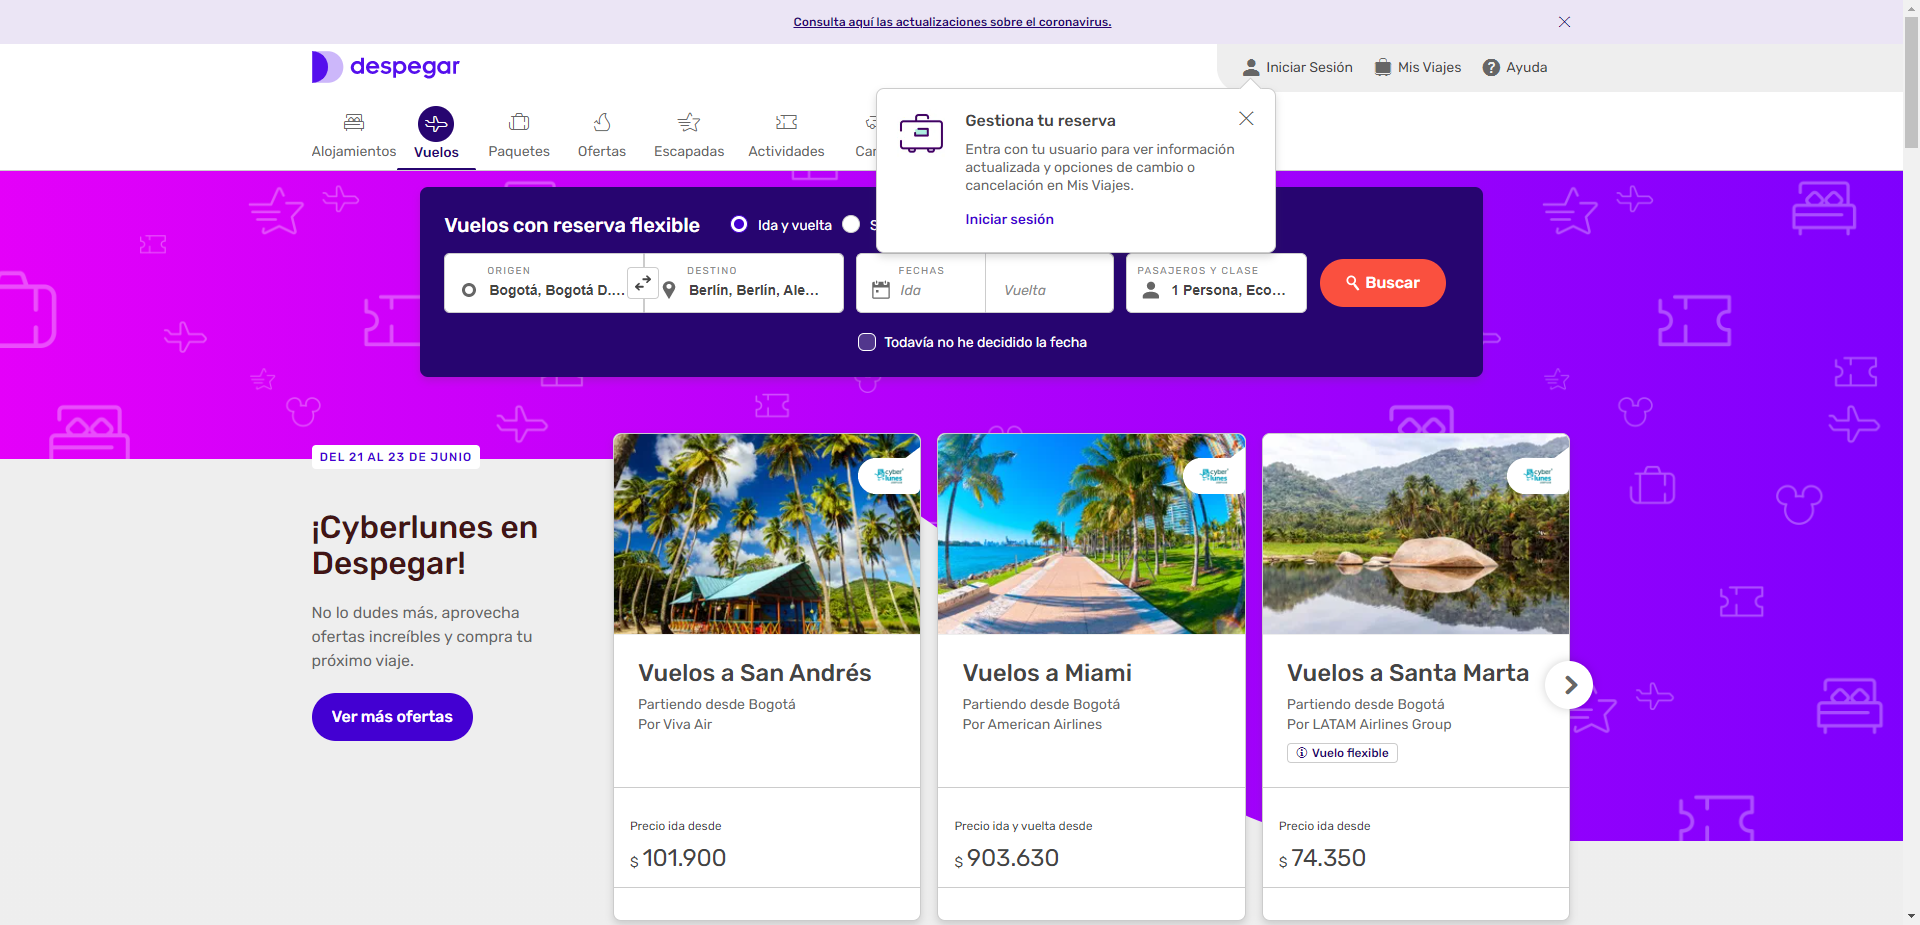 Consulta aquí las actualizaciones sobre el coronavirus.
despegar
Iniciar Sesión
Mis Viajes
Ayuda
Alojamientos
Vuelos
Paquetes
Ofertas
Escapadas
Actividades
Gestiona tu reserva
Entra con tu usuario para ver información
actualizada y opciones de cambio o
cancelación en Mis Viajes.
Iniciar sesión
Vuelos con reserva flexible
Ida y vuelta
ORIGEN
Bogotá, Bogotá D....
DESTINO
Berlín, Berlín, Ale...
FECHAS
Ida
Vuelta
PASAJEROS Y CLASE
1 Persona, Eco...
Buscar
Todavía no he decidido la fecha
DEL 21 AL 23 DE JUNIO
¡Cyberlunes en
Despegar!
No lo dudes más, aprovecha
ofertas increíbles y compra tu
próximo viaje.
Ver más ofertas
cyber
lunes
Vuelos a San Andrés
Partiendo desde Bogotá
Por Viva Air
Precio ida desde
$ 101.900
cyber
lunes
Vuelos a Miami
Partiendo desde Bogotá
Por American Airlines
Precio ida y vuelta desde
$ 903.630
cyber
lunes
Vuelos a Santa Marta
Partiendo desde Bogotá
Por LATAM Airlines Group
Vuelo flexible
Precio ida desde
$ 74.350